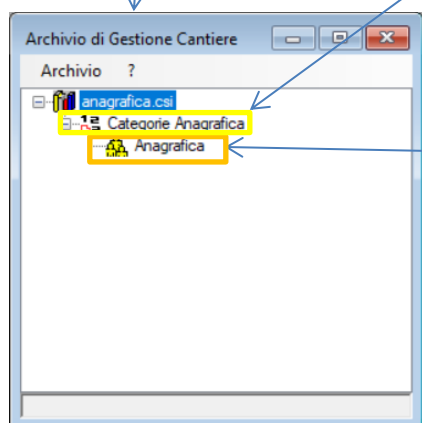 Archivio di Gestione Cantiere
Archivio ?
anagrafica.csi
Categorie Anagrafica
Anagrafica